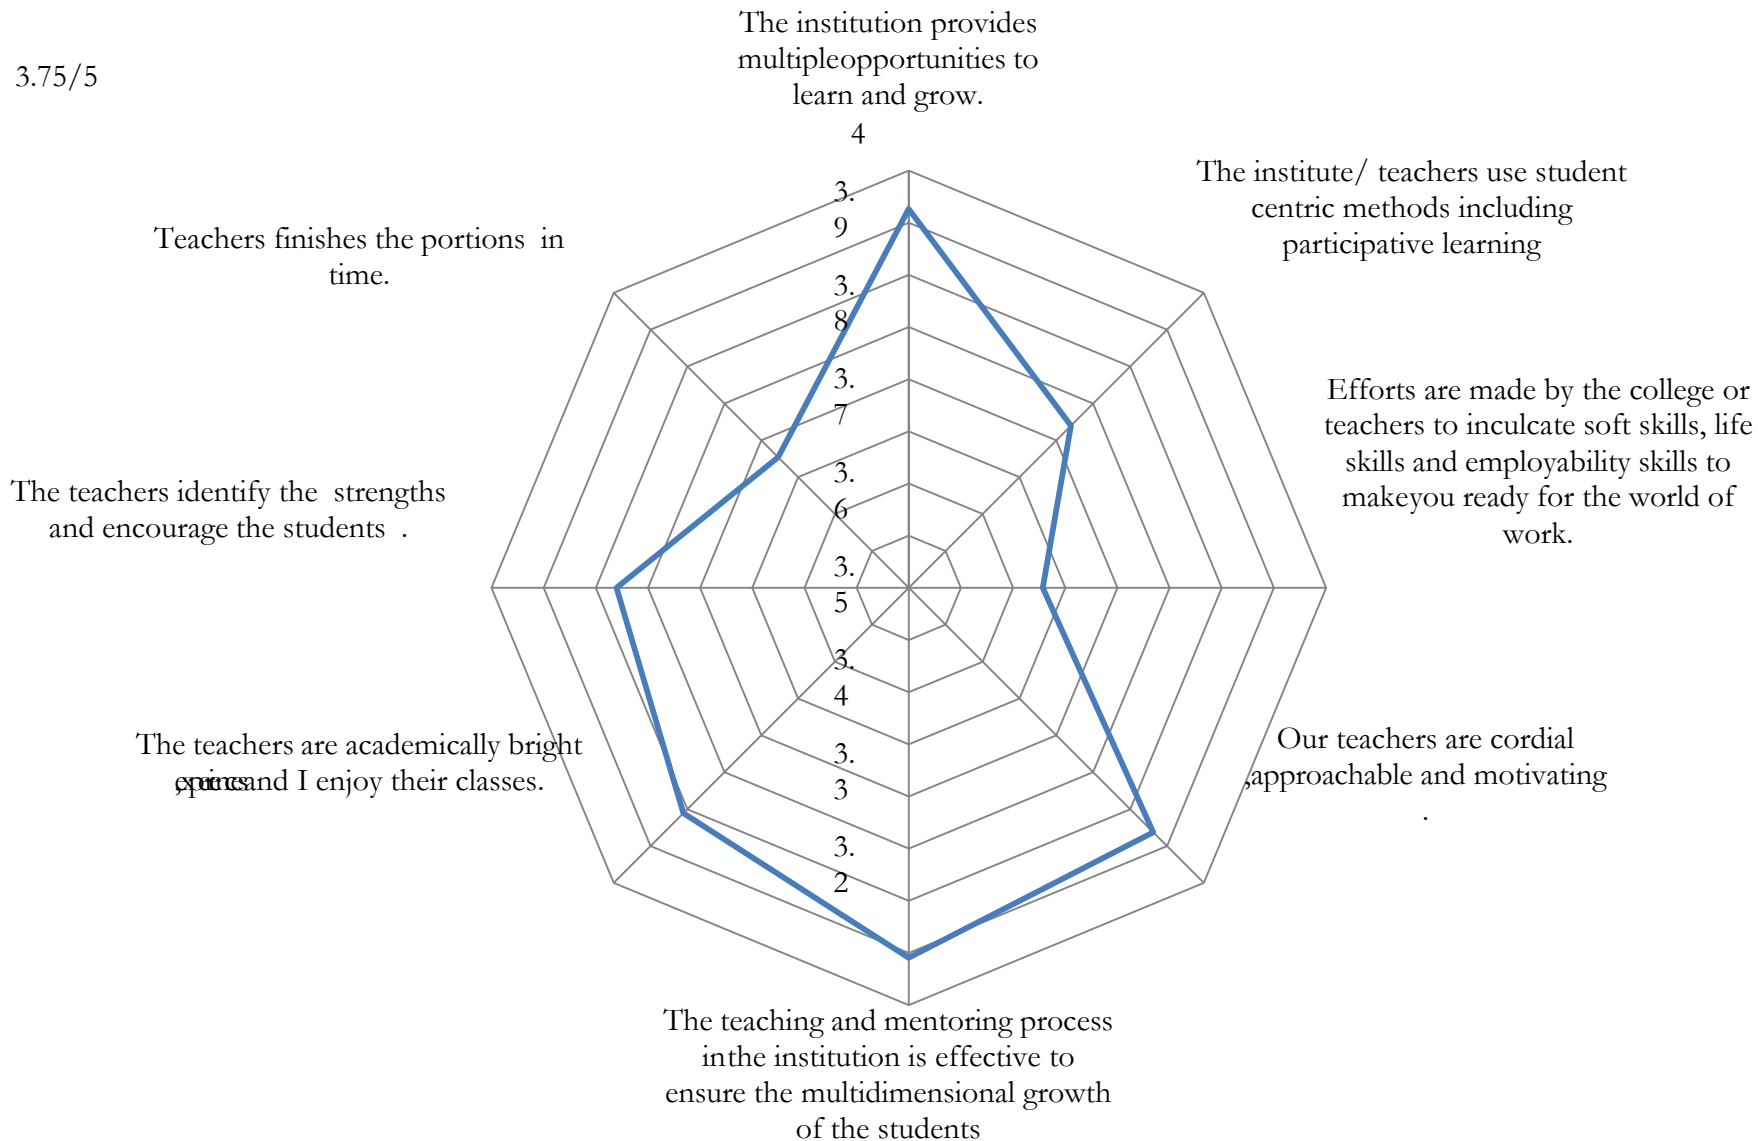 3.75/5
The institution provides
multipleopportunities to
learn and grow.
The institute/ teachers use student
centric methods including
participative learning
Efforts are made by the college or
teachers to inculcate soft skills, life
skills and employability skills to
makeyou ready for the world of
work.
Our teachers are cordial
,approachable and motivating
.
The teaching and mentoring process
inthe institution is effective to
ensure the multidimensional growth
of the students
The teachers are academically bright
and I enjoy their classes.
The teachers identify the strengths
and encourage the students .
Teachers finishes the portions in
time.
4
3.
9
3.
8
3.
7
3.
6
3.
5
3.
4
3.
3
3.
2